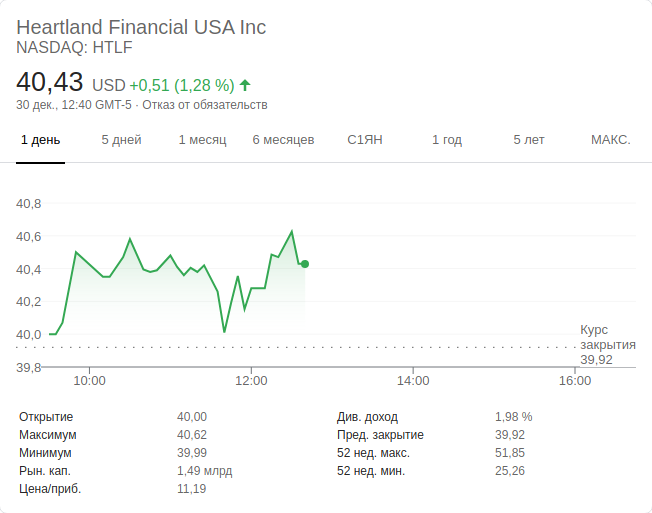 Heartland Financial USA Inc
NASDAQ: HTLF
40,43 USD +0,51 (1,28 %)
30 дек., 12:40 GMT-5 · Отказ от обязательств
1 день 5 дней 1 месяц 6 месяцев С1ЯН 1 год 5 лет МАКС.
40,8
40,6
40,4
40,2
40,0
39,8
Курс
закрытия
39,92
10:00 12:00 14:00 16:00
Открытие 40,00 Див. доход 1,98 %
Максимум 40,62 Пред. закрытие 39,92
Минимум 39,99 52 нед. макс. 51,85
Рын. кап. 1,49 млрд 52 нед. мин. 25,26
Цена/приб. 11,19